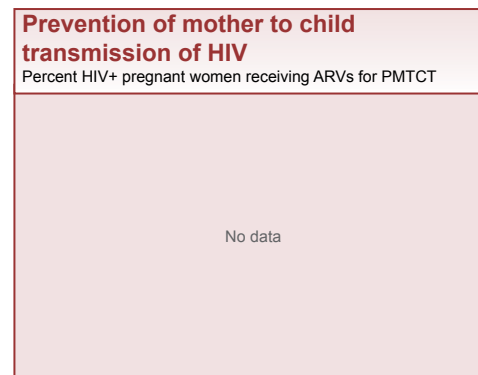 Prevention of mother to child
transmission of HIV
Percent HIV+ pregnant women receiving ARVs for PMTCT
No data